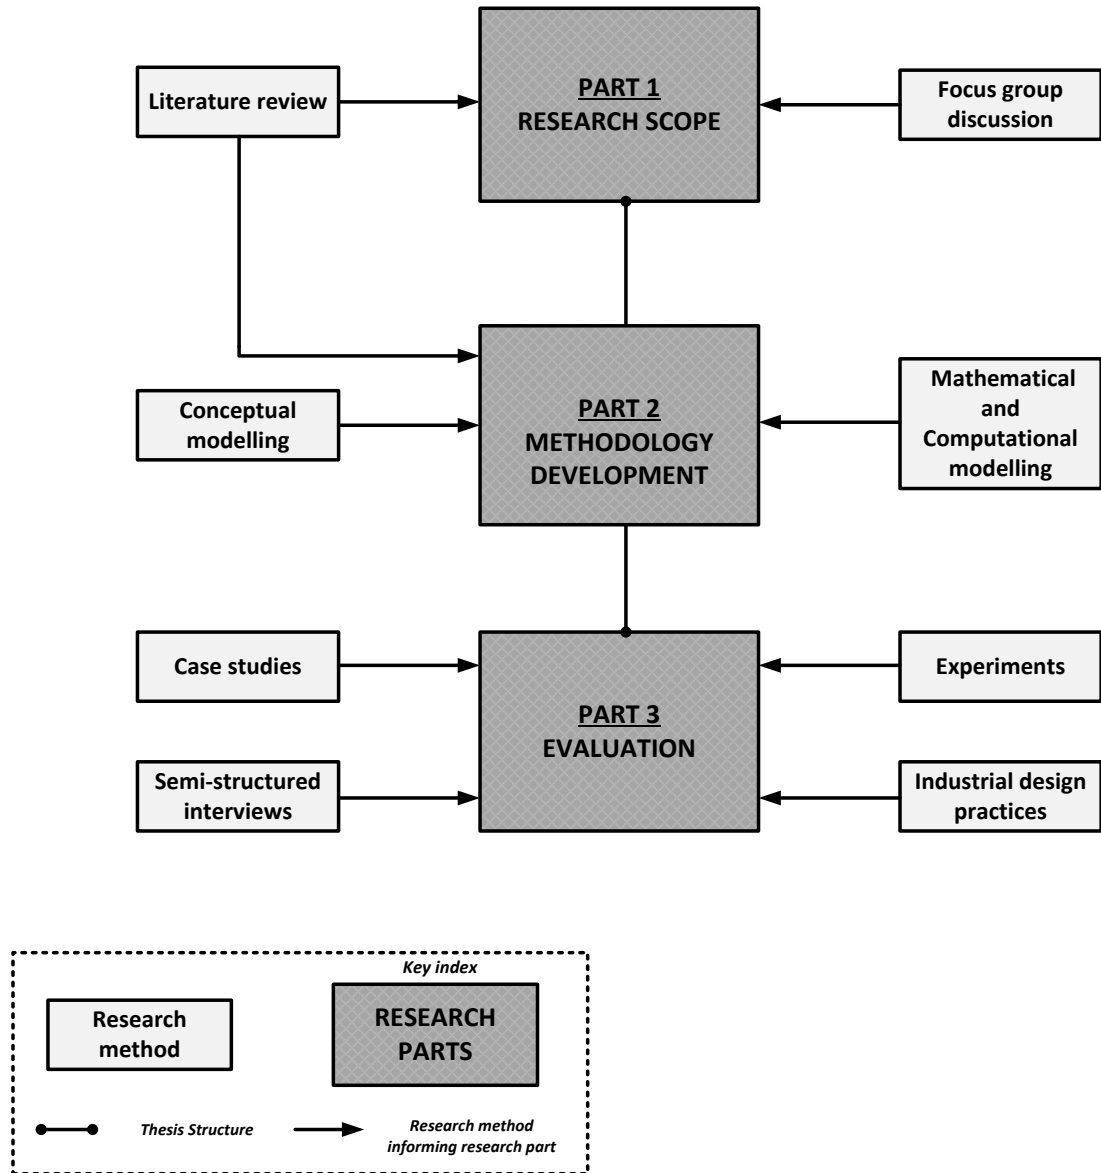 Literature review
PART 1
RESEARCH SCOPE
Focus group
discussion
Conceptual
modelling
PART 2
METHODOLOGY
DEVELOPMENT
Mathematical
and
Computational
modelling
Case studies
Semi-structured
interviews
PART 3
EVALUATION
Experiments
Industrial design
practices
Key index
Research
method
RESEARCH
PARTS
Thesis Structure
Research method
informing research part